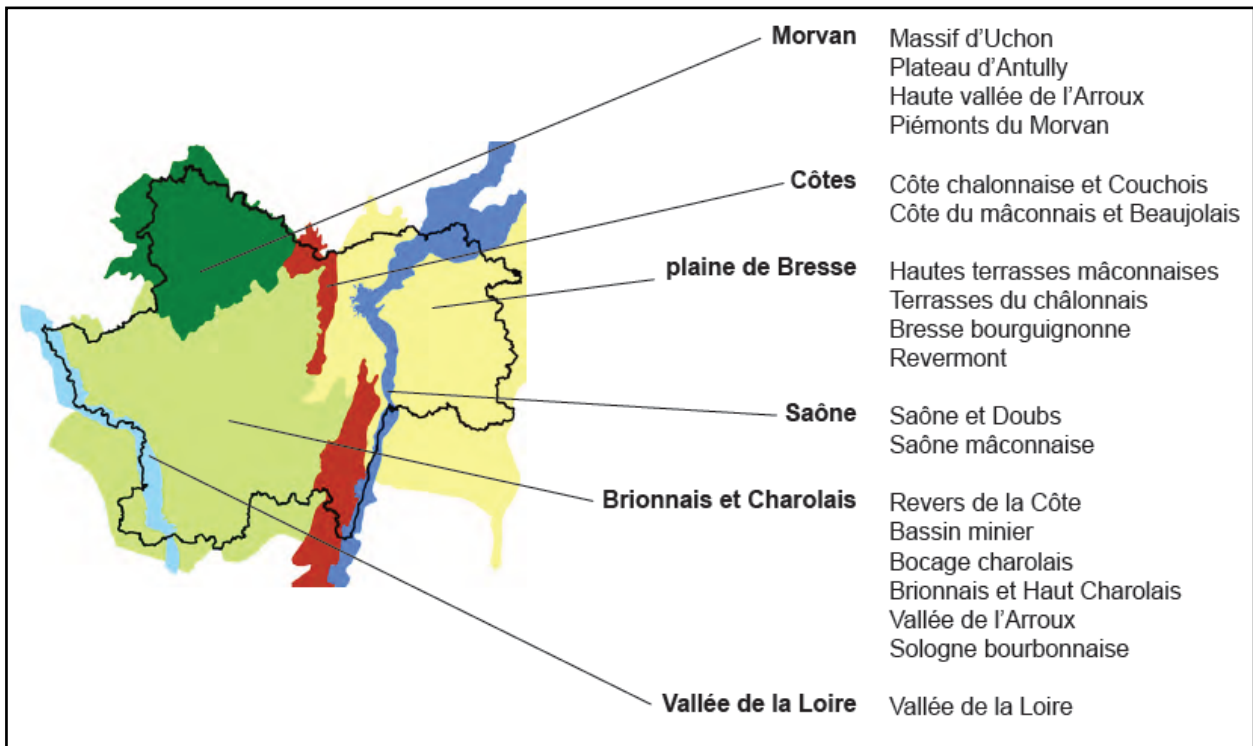 Morvan Massif d'Uchon
Plateau d'Antully
Haute vallée de l'Arroux
Piémonts du Morvan
Côtes Côte chalonnaise et Couchois
Côte du mâconnais et Beaujolais
plaine de Bresse Hautes terrasses mâconnaises
Terrasses du châlonnais
Bresse bourguignonne
Revermont
Saône Saône et Doubs
Saône mâconnaise
Brionnais et Charolais Revers de la Côte
Bassin minier
Bocage charolais
Brionnais et Haut Charolais
Vallée de l'Arroux
Sologne bourbonnaise
Vallée de la Loire Vallée de la Loire